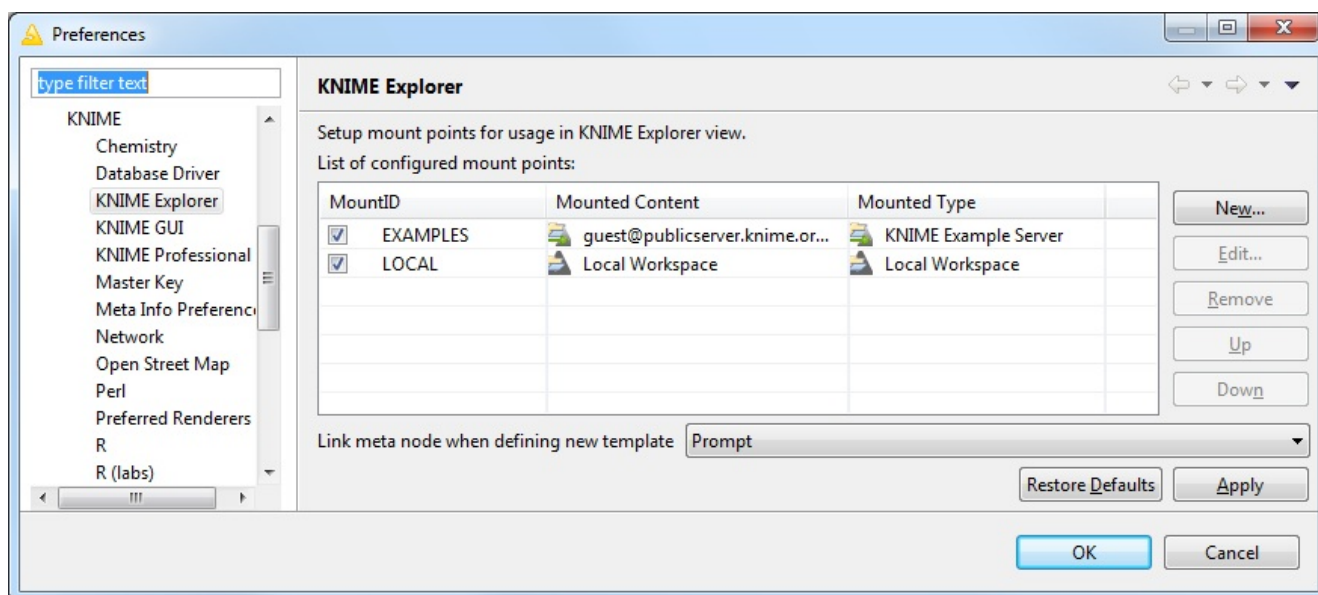 Preferences
type filter text
KNIME
Chemistry
Database Driver
KNIME Explorer
KNIME GUI
KNIME Professional
Master Key
Meta Info Preferenc
Network
Open Street Map
Perl
Preferred Renderers
R
R (labs)
KNIME Explorer
Setup mount points for usage in KNIME Explorer view.
List of configured mount points:
MountID Mounted Content Mounted Type
EXAMPLES guest@publicserver.knime.or... KNIME Example Server
LOCAL Local Workspace Local Workspace
New...
Edit...
Remove
Up
Down
Link meta node when defining new template Prompt
Restore Defaults Apply
OK Cancel